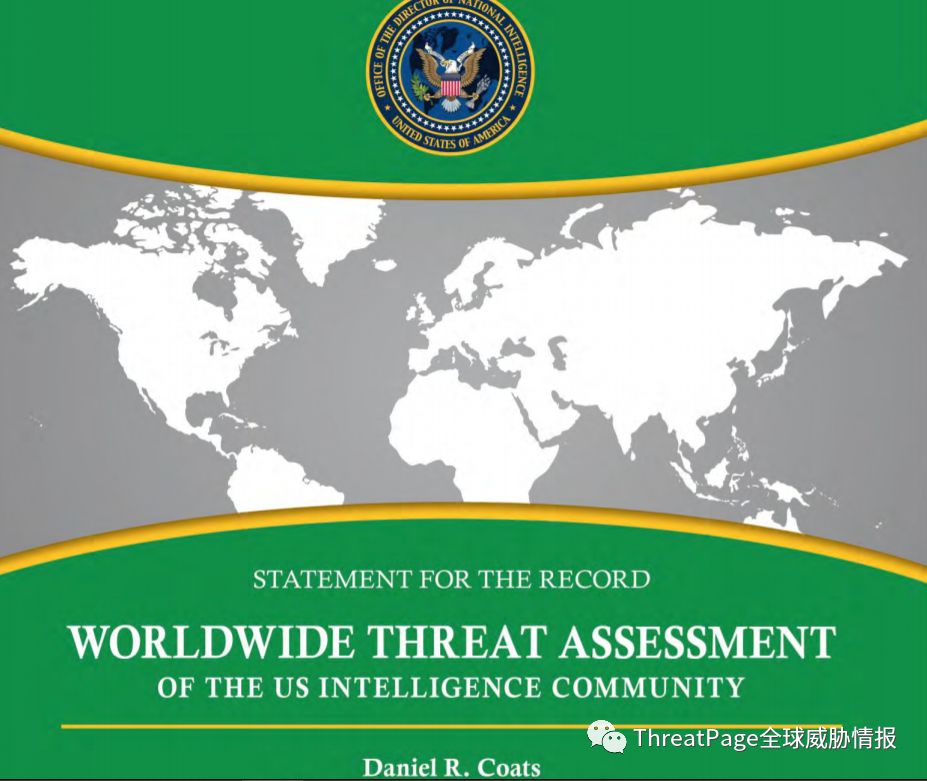 OFFICE OF THE DIRECTOR OF NATIONAL INTELLIGENCE
UNITED STATES OF AMERICA
STATEMENT FOR THE RECORD
WORLDWIDE THREAT ASSESSMENT
OF THE US INTELLIGENCE COMMUNITY
ThreatPage全球威胁情报
Daniel R. Coats